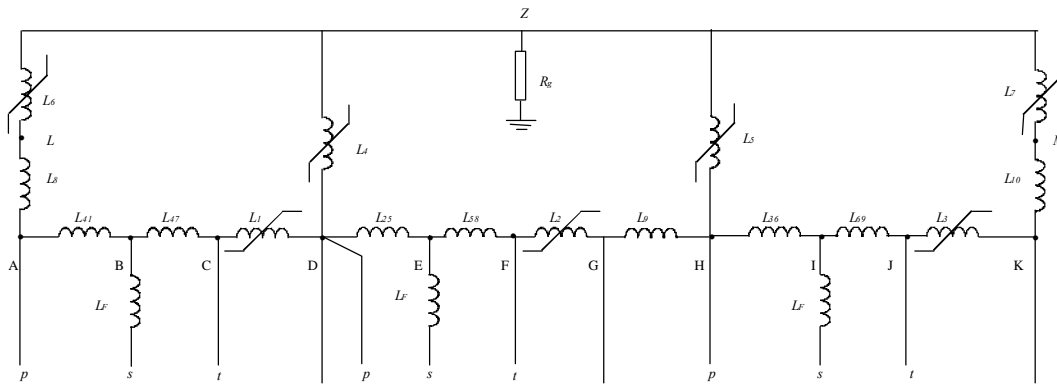 Z
Rg
L6
L7
L
L4
L5
L8
L10
L41 L47 L1 L25 L58 L2 L9 L36 L69 L3
A B C D E F G H I J K
LF LF LF
p s t p s t p s t